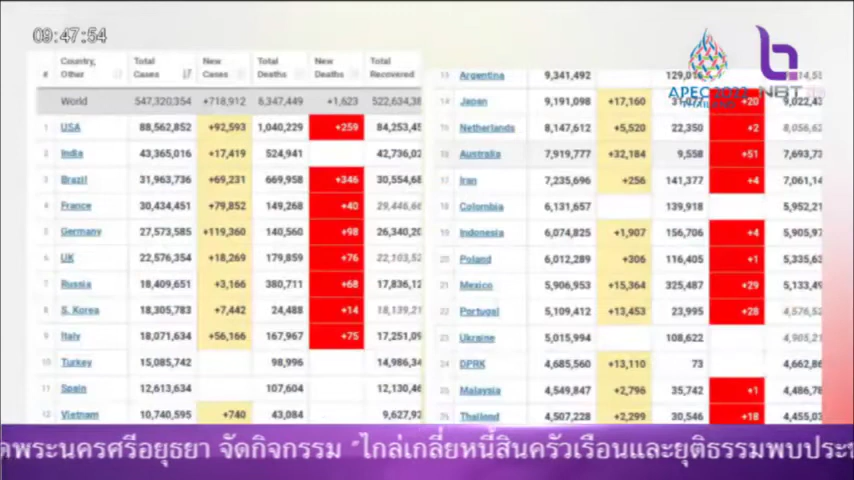 09:47:54
# Country, Other Total Cases New Cases Total Deaths New Deaths Total Recovered
World 547,320,354 +718,912 6,347,449 +1,623 522,634,38
1 USA 88,562,852 +92,593 1,040,229 +259 84,253,45
2 India 43,365,016 +17,419 524,941 42,736,02
3 Brazil 31,963,736 +69,231 669,958 +346 30,554,68
4 France 30,434,451 +79,852 149,268 +40 29,446,66
5 Germany 27,573,585 +119,360 140,560 +98 26,340,20
6 UK 22,576,354 +18,269 179,859 +76 22,103,52
7 Russia 18,409,651 +3,166 380,711 +68 17,836,12
8 S. Korea 18,305,783 +7,442 24,488 +14 18,139,21
9 Italy 18,071,634 +56,166 167,967 +75 17,251,09
10 Turkey 15,085,742 98,996 14,986,34
11 Spain 12,613,634 107,604 12,130,46
12 Vietnam 10,740,595 +740 43,084 9,627,92
13 Argentina 9,341,492 129,016 14,51
14 Japan 9,191,098 +17,160 +20 9,022,43
15 Netherlands 8,147,612 +5,520 22,350 +2 8,056,62
16 Australia 7,919,777 +32,184 9,558 +51 7,693,73
17 Iran 7,235,696 +256 141,377 +4 7,061,14
18 Colombia 6,131,657 139,918 5,952,21
19 Indonesia 6,074,825 +1,907 156,706 +4 5,905,97
20 Poland 6,012,289 +306 116,406 +1 5,335,63
21 Mexico 5,906,953 +15,364 325,487 +29 5,133,49
22 Portugal 5,109,412 +13,453 23,995 +28 4,576,52
23 Ukraine 5,015,994 108,622 4,905,21
24 DPRK 4,685,560 +13,110 73 4,662,86
25 Malaysia 4,549,847 +2,796 35,742 +1 4,486,78
26 Thailand 4,507,228 +2,299 30,546 +18 4,455,03
APEC 2022
THAILAND
NBT
ดพระนครศรีอยุธยา จัดกิจกรรม "ไกล่เกลี่ยหนี้สินครัวเรือนและยุติธรรมพบประช